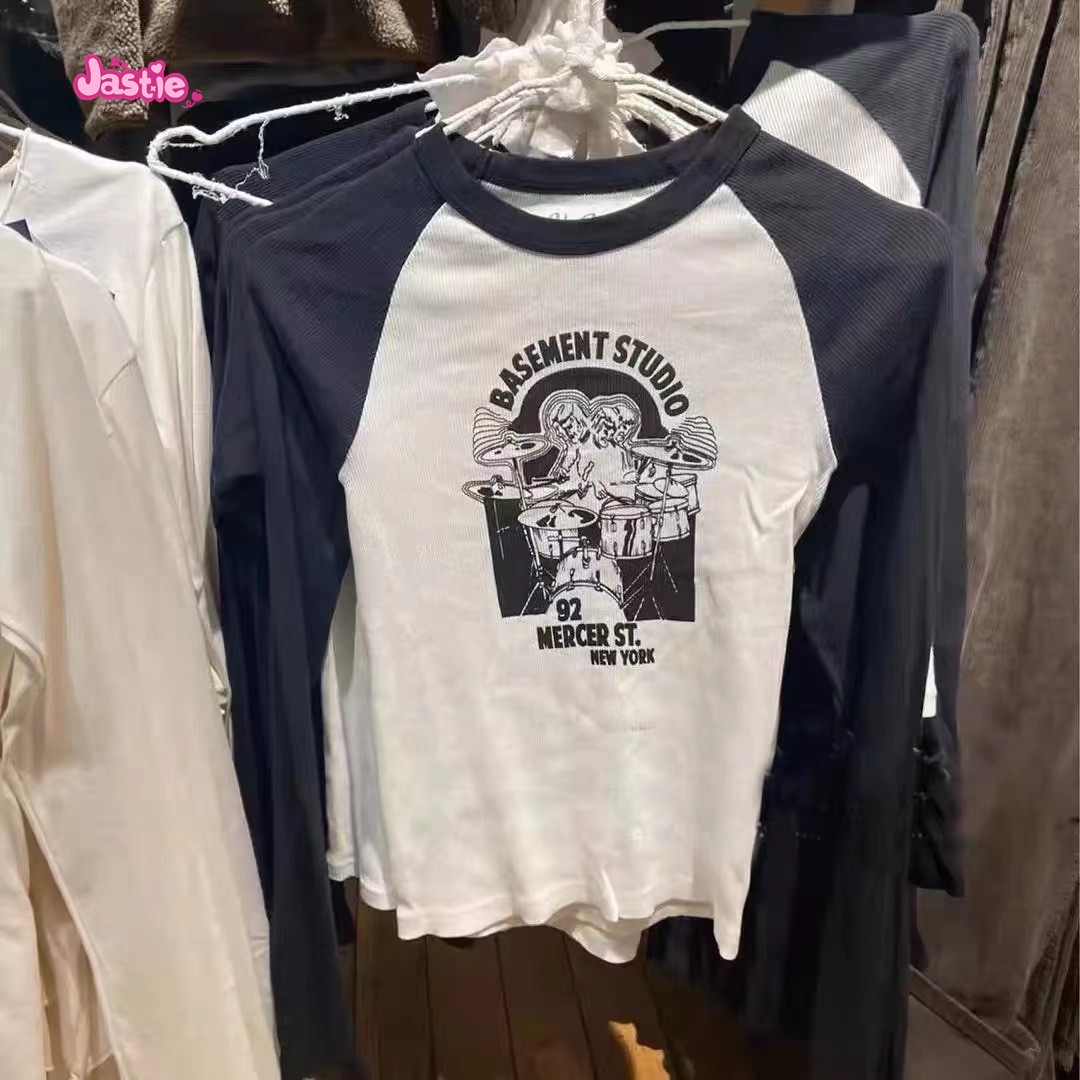 Jastie
BASEMENT STUDIO
92
MERCER ST.
NEW YORK